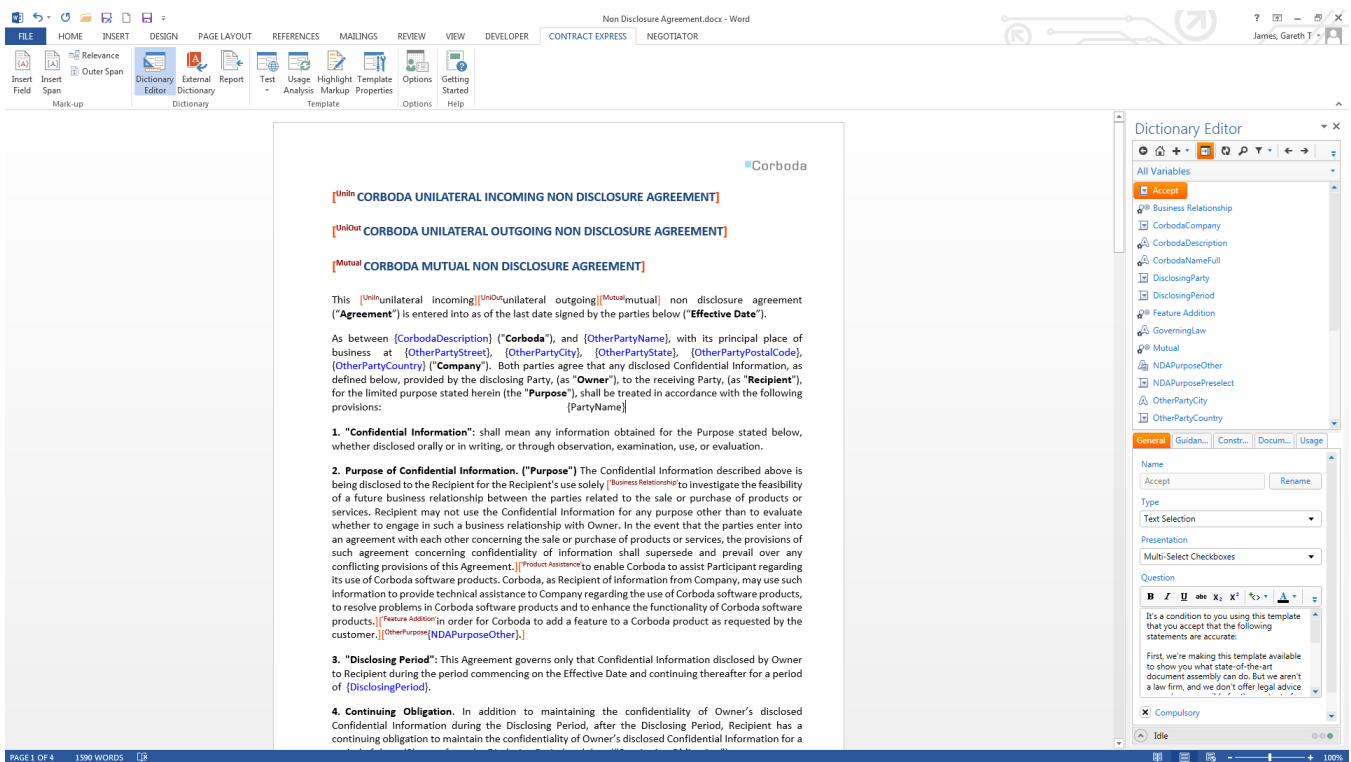 Non Disclosure Agreement.docx - Word
FILE HOME INSERT DESIGN PAGE LAYOUT REFERENCES MAILINGS REVIEW VIEW DEVELOPER CONTRACT EXPRESS NEGOTIATOR
James, Gareth T
Insert Field
Insert Span
Relevance
Outer Span
Mark-up
Dictionary Editor
External Dictionary
Report
Dictionary
Test
Usage Analysis
Highlight Markup
Template Properties
Template
Options
Options
Getting Started
Help
Corboda
[UniIn CORBODA UNILATERAL INCOMING NON DISCLOSURE AGREEMENT]
[UniOut CORBODA UNILATERAL OUTGOING NON DISCLOSURE AGREEMENT]
[Mutual CORBODA MUTUAL NON DISCLOSURE AGREEMENT]
This [UniIn unilateral incoming][UniOut unilateral outgoing][Mutual mutual] non disclosure agreement
("Agreement") is entered into as of the last date signed by the parties below ("Effective Date").
As between {CorbodaDescription} ("Corboda"), and {OtherPartyName}, with its principal place of
business at {OtherPartyStreet}, {OtherPartyCity}, {OtherPartyState}, {OtherPartyPostalCode},
{OtherPartyCountry} ("Company"). Both parties agree that any disclosed Confidential Information, as
defined below, provided by the disclosing Party, (as "Owner"), to the receiving Party, (as "Recipient"),
for the limited purpose stated herein (the "Purpose"), shall be treated in accordance with the following
provisions: {PartyName}
1. "Confidential Information": shall mean any information obtained for the Purpose stated below,
whether disclosed orally or in writing, or through observation, examination, use, or evaluation.
2. Purpose of Confidential Information. ("Purpose") The Confidential Information described above is
being disclosed to the Recipient for the Recipient's use solely ['Business Relationship' to investigate the feasibility
of a future business relationship between the parties related to the sale or purchase of products or
services. Recipient may not use the Confidential Information for any purpose other than to evaluate
whether to engage in such a business relationship with Owner. In the event that the parties enter into
an agreement with each other concerning the sale or purchase of products or services, the provisions of
such agreement concerning confidentiality of information shall supersede and prevail over any
conflicting provisions of this Agreement.]['Product Assistance' to enable Corboda to assist Participant regarding
its use of Corboda software products. Corboda, as Recipient of information from Company, may use such
information to provide technical assistance to Company regarding the use of Corboda software products,
to resolve problems in Corboda software products and to enhance the functionality of Corboda software
products.]['Feature Addition' in order for Corboda to add a feature to a Corboda product as requested by the
customer.][OtherPurpose {NDAPurposeOther}.]
3. "Disclosing Period": This Agreement governs only that Confidential Information disclosed by Owner
to Recipient during the period commencing on the Effective Date and continuing thereafter for a period
of {DisclosingPeriod}.
4. Continuing Obligation. In addition to maintaining the confidentiality of Owner's disclosed
Confidential Information during the Disclosing Period, after the Disclosing Period, Recipient has a
continuing obligation to maintain the confidentiality of Owner's disclosed Confidential Information for a
Dictionary Editor
All Variables
Accept
Business Relationship
CorbodaCompany
CorbodaDescription
CorbodaNameFull
DisclosingParty
DisclosingPeriod
Feature Addition
GoverningLaw
Mutual
NDAPurposeOther
NDAPurposePreselect
OtherPartyCity
OtherPartyCountry
General Guidan... Constr... Docum... Usage
Name
Accept Rename
Type
Text Selection
Presentation
Multi-Select Checkboxes
Question
B I U abc X₂ X² A
It's a condition to you using this template
that you accept that the following
statements are accurate:
First, we're making this template available
to show you what state-of-the-art
document assembly can do. But we aren't
a law firm, and we don't offer legal advice
Compulsory
Idle
PAGE 1 OF 4 1590 WORDS 100%